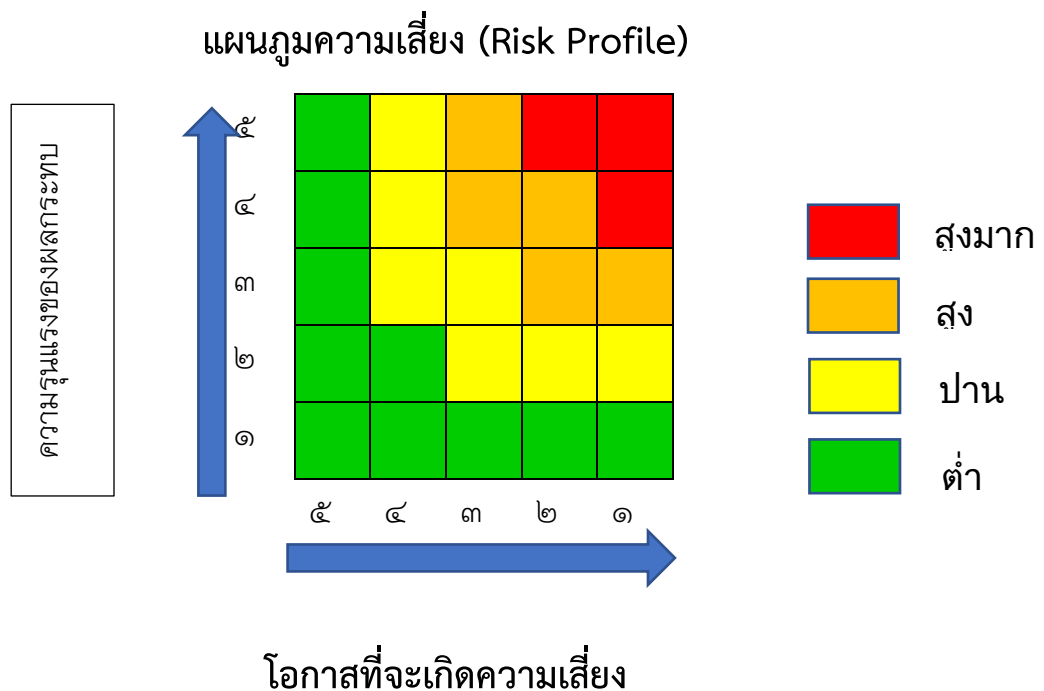 แผนภูมความเสี่ยง (Risk Profile)
ความรุนแรงของผลกระทบ
๕
๔
๓
๒
๑
๕ ๔ ๓ ๒ ๑
โอกาสที่จะเกิดความเสี่ยง
สูงมาก
สูง
ปาน
ต่ำ